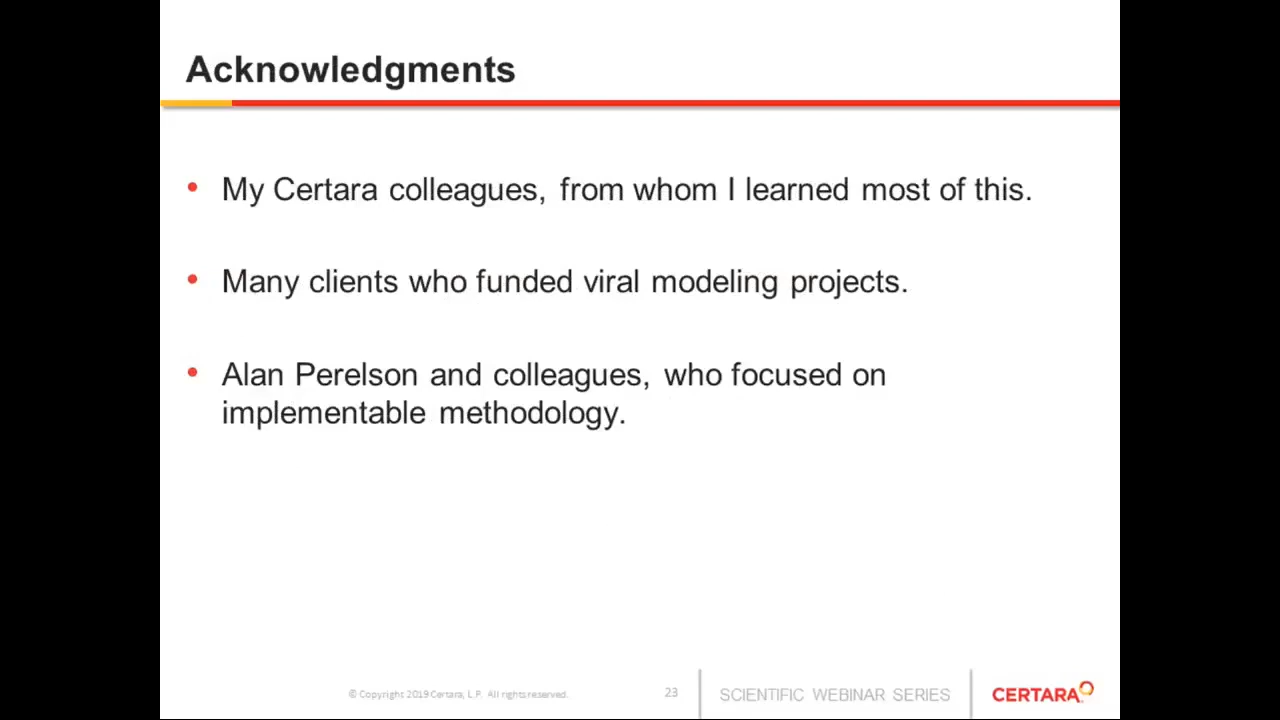 Acknowledgments
• My Certara colleagues, from whom I learned most of this.
• Many clients who funded viral modeling projects.
• Alan Perelson and colleagues, who focused on
implementable methodology.
© Copyright 2019 Certara, L.P. All rights reserved.
23
SCIENTIFIC WEBINAR SERIES
CERTARA